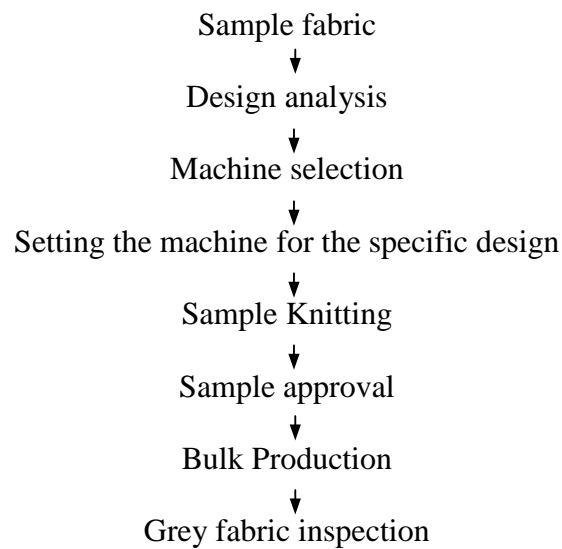 Sample fabric
Design analysis
Machine selection
Setting the machine for the specific design
Sample Knitting
Sample approval
Bulk Production
Grey fabric inspection